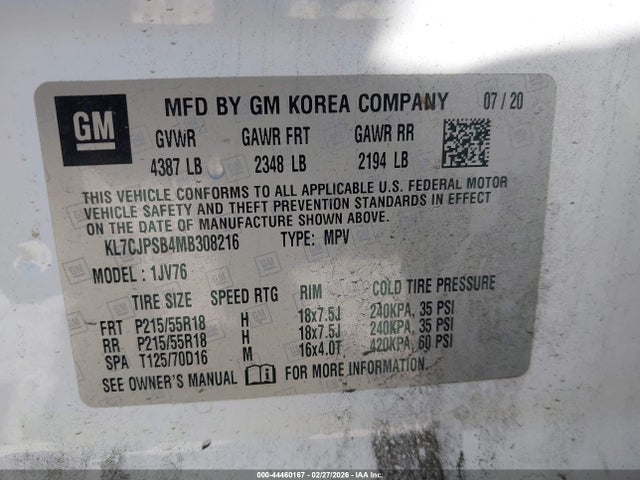 GM
MFD BY GM KOREA COMPANY 07/20
GVWR GAWR FRT GAWR RR
4387 LB 2348 LB 2194 LB
THIS VEHICLE CONFORMS TO ALL APPLICABLE U.S. FEDERAL MOTOR
VEHICLE SAFETY AND THEFT PREVENTION STANDARDS IN EFFECT
ON THE DATE OF MANUFACTURE SHOWN ABOVE.
KL7CJPSB4MB308216 TYPE: MPV
MODEL: 1JV76
TIRE SIZE SPEED RTG RIM COLD TIRE PRESSURE
FRT P215/55R18 H 18x7.5J 240KPA, 35 PSI
RR P215/55R18 H 18x7.5J 240KPA, 35 PSI
SPA T125/70D16 M 16x4.0T 420KPA, 60 PSI
SEE OWNER'S MANUAL FOR MORE INFORMATION.
000-44460167 - 02/27/2026 - IAA Inc.